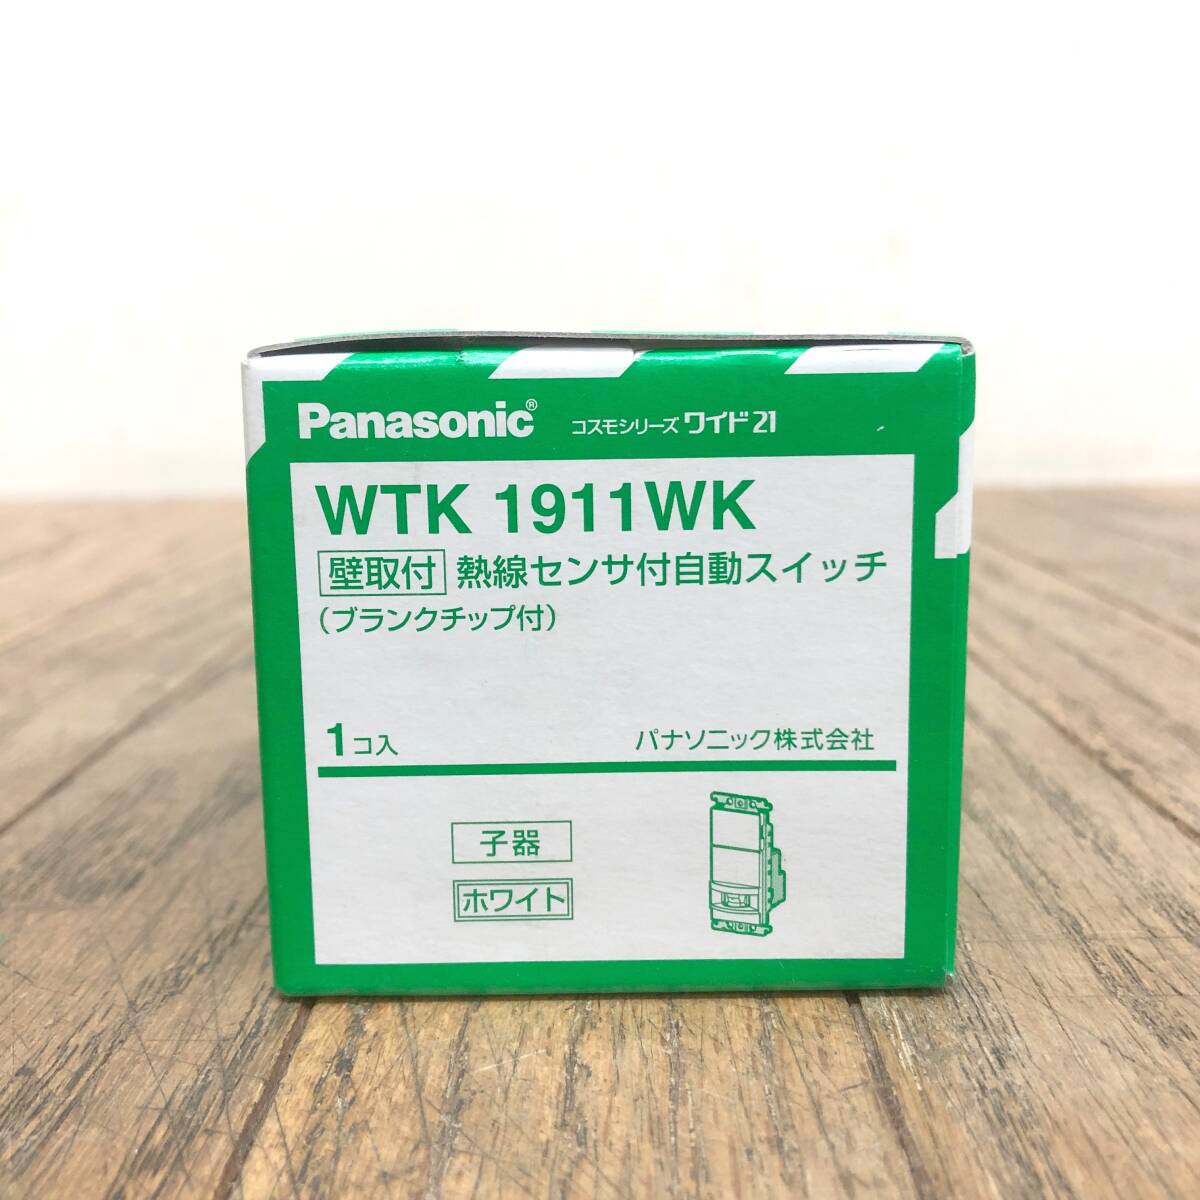 Panasonic® コスモシリーズ ワイド21
WTK 1911WK
壁取付 熱線センサ付自動スイッチ
(ブランクチップ付)
1コ入 パナソニック株式会社
子器
ホワイト